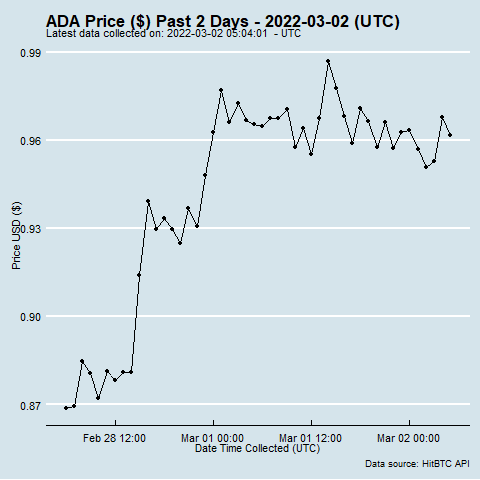 ADA Price ($) Past 2 Days - 2022-03-02 (UTC)
Latest data collected on: 2022-03-02 05:04:01 - UTC
0.99
0.96
0.93
0.90
0.87
Price USD ($)
Feb 28 12:00
Mar 01 00:00
Mar 01 12:00
Mar 02 00:00
Date Time Collected (UTC)
Data source: HitBTC API